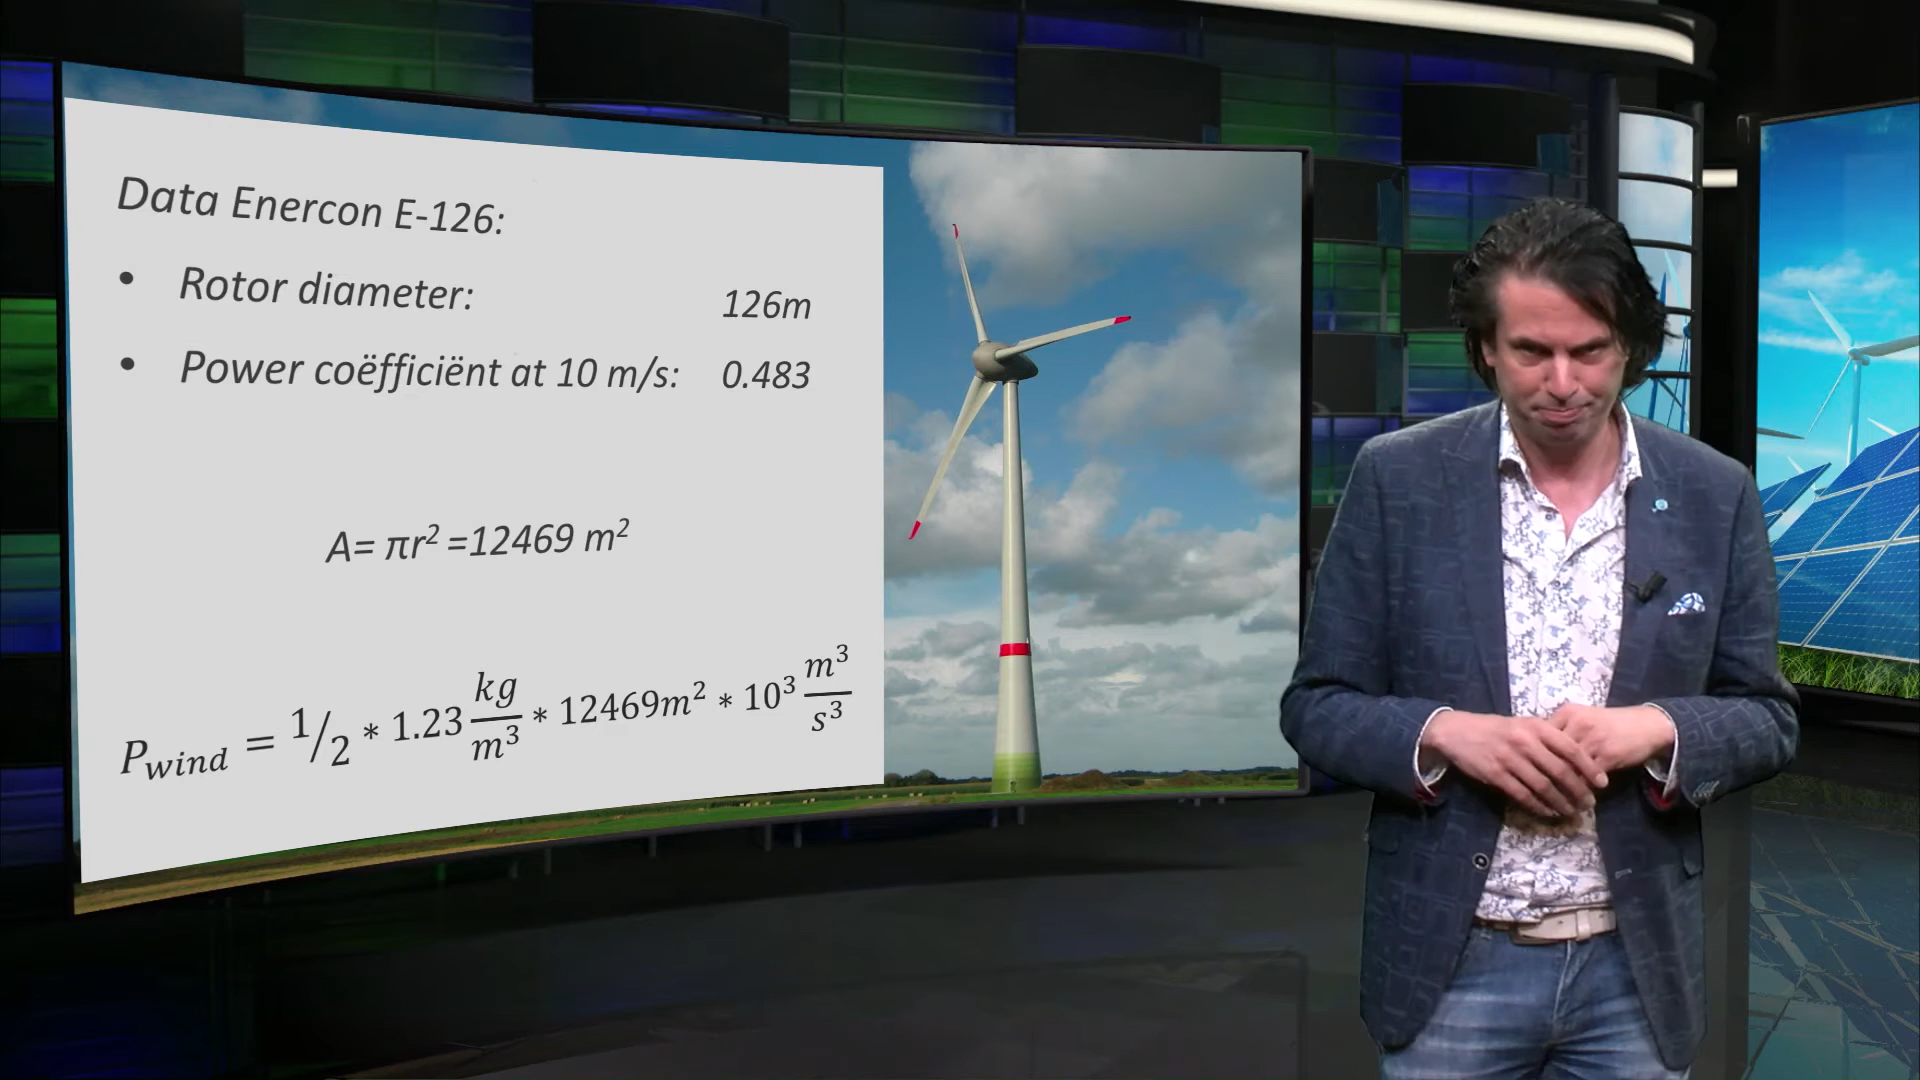 Data Enercon E-126:
• Rotor diameter: 126m
• Power coëfficiënt at 10 m/s: 0.483
A= πr² =12469 m²
P_wind = 1/2 * 1.23 kg/m³ * 12469m² * 10³ m³/s³